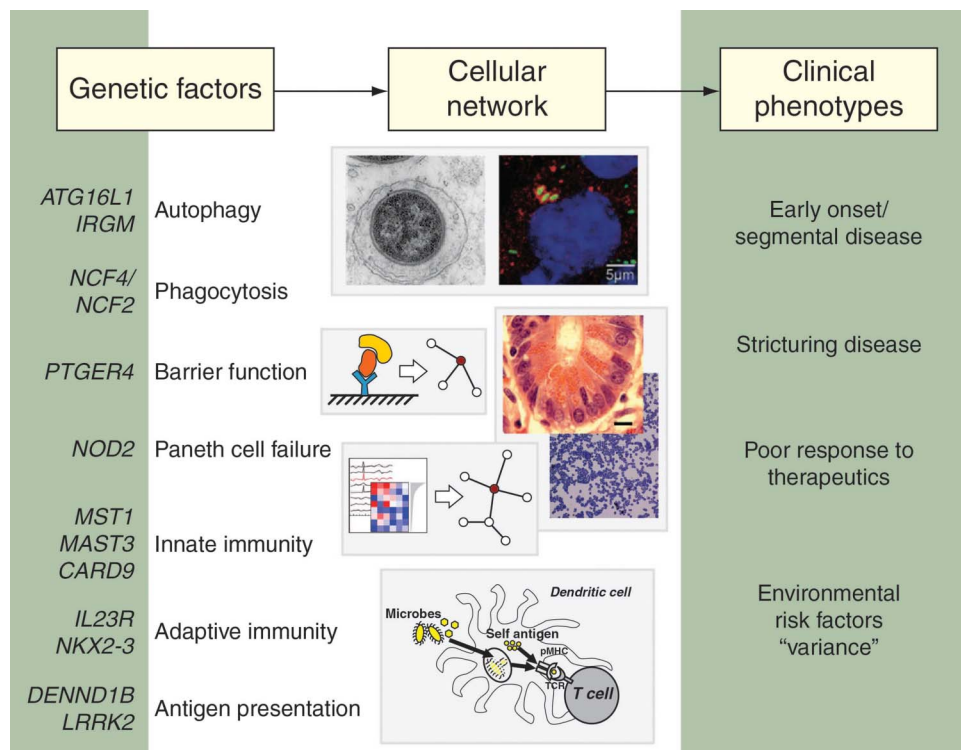 Genetic factors
Cellular
network
Clinical
phenotypes
ATG16L1
IRGM
Autophagy
NCF4/
NCF2
Phagocytosis
PTGER4
Barrier function
NOD2
Paneth cell failure
MST1
MAST3
CARD9
Innate immunity
IL23R
NKX2-3
Adaptive immunity
DENND1B
LRRK2
Antigen presentation
5µm
Dendritic cell
Microbes
Self antigen
pMHC
TCR
T cell
Early onset/
segmental disease
Stricturing disease
Poor response to
therapeutics
Environmental
risk factors
“variance”